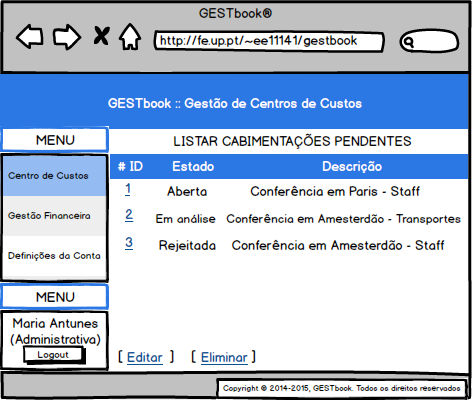 GESTbook®
http://fe.up.pt/~ee11141/gestbook
GESTbook :: Gestão de Centros de Custos
MENU
LISTAR CABIMENTAÇÕES PENDENTES
Centro de Custos
Gestão Financeira
Definições da Conta
# ID Estado Descrição
1 Aberta Conferência em Paris - Staff
2 Em análise Conferência em Amesterdão - Transportes
3 Rejeitada Conferência em Amesterdão - Staff
MENU
Maria Antunes
(Administrativa)
Logout
[ Editar ] [ Eliminar ]
Copyright © 2014-2015, GESTbook. Todos os direitos reservados